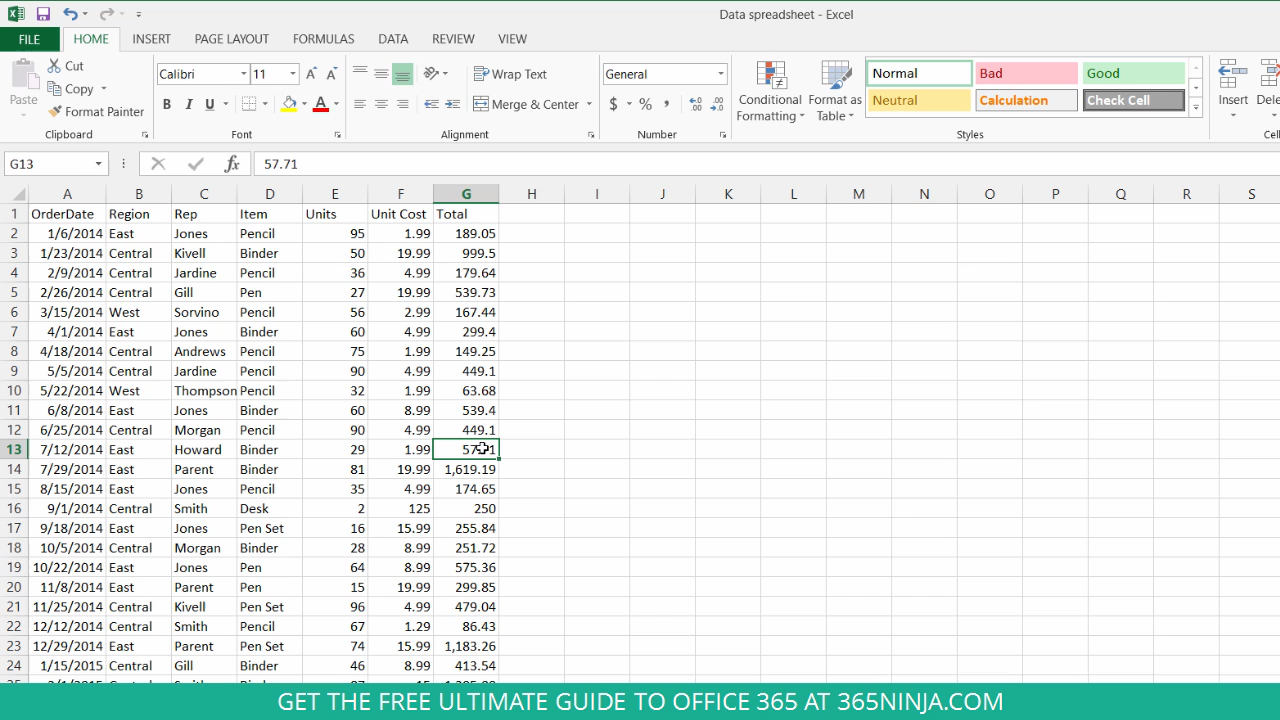 Data spreadsheet - Excel
FILE HOME INSERT PAGE LAYOUT FORMULAS DATA REVIEW VIEW
Paste Cut Copy Format Painter
Calibri 11 B I U A
Wrap Text Merge & Center
General $ % ,
Conditional Formatting Format as Table
Normal Bad Good
Neutral Calculation Check Cell
Insert
Clipboard Font Alignment Number Styles
G13 fx 57.71
A B C D E F G H I J K L M N O P Q R S
1 OrderDate Region Rep Item Units Unit Cost Total
2 1/6/2014 East Jones Pencil 95 1.99 189.05
3 1/23/2014 Central Kivell Binder 50 19.99 999.5
4 2/9/2014 Central Jardine Pencil 36 4.99 179.64
5 2/26/2014 Central Gill Pen 27 19.99 539.73
6 3/15/2014 West Sorvino Pencil 56 2.99 167.44
7 4/1/2014 East Jones Binder 60 4.99 299.4
8 4/18/2014 Central Andrews Pencil 75 1.99 149.25
9 5/5/2014 Central Jardine Pencil 90 4.99 449.1
10 5/22/2014 West Thompson Pencil 32 1.99 63.68
11 6/8/2014 East Jones Binder 60 8.99 539.4
12 6/25/2014 Central Morgan Pencil 90 4.99 449.1
13 7/12/2014 East Howard Binder 29 1.99 57.71
14 7/29/2014 East Parent Binder 81 19.99 1,619.19
15 8/15/2014 East Jones Pencil 35 4.99 174.65
16 9/1/2014 Central Smith Desk 2 125 250
17 9/18/2014 East Jones Pen Set 16 15.99 255.84
18 10/5/2014 Central Morgan Binder 28 8.99 251.72
19 10/22/2014 East Jones Pen 64 8.99 575.36
20 11/8/2014 East Parent Pen 15 19.99 299.85
21 11/25/2014 Central Kivell Pen Set 96 4.99 479.04
22 12/12/2014 Central Smith Pencil 67 1.29 86.43
23 12/29/2014 East Parent Pen Set 74 15.99 1,183.26
24 1/15/2015 Central Gill Binder 46 8.99 413.54
GET THE FREE ULTIMATE GUIDE TO OFFICE 365 AT 365NINJA.COM